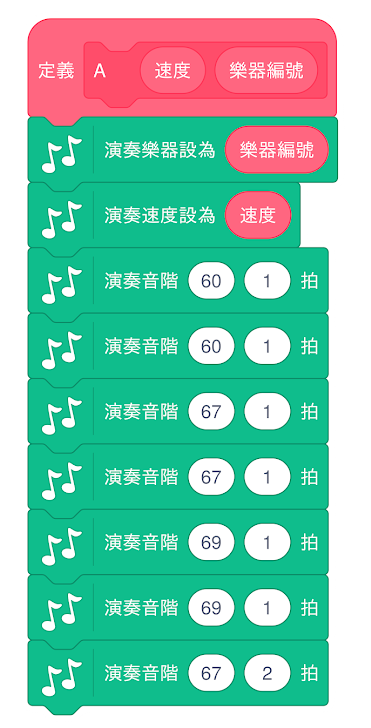 定義 A 速度 樂器編號
演奏樂器設為 樂器編號
演奏速度設為 速度
演奏音階 60 1 拍
演奏音階 60 1 拍
演奏音階 67 1 拍
演奏音階 67 1 拍
演奏音階 69 1 拍
演奏音階 69 1 拍
演奏音階 67 2 拍